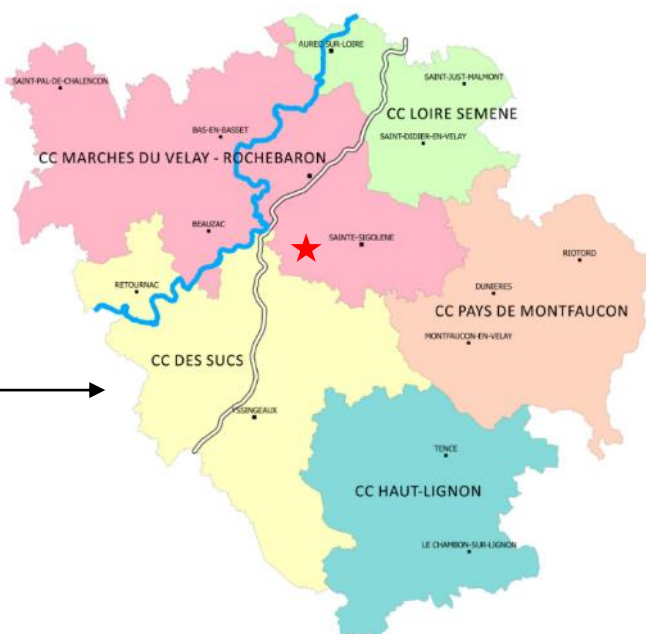 AUREC-SUR-LOIRE
SAINT-PAL-DE-CHALENCON
SAINT-JUST-MALMONT
CC LOIRE SEMENE
BAS-EN-BASSET
SAINT-DIDIER-EN-VELAY
CC MARCHES DU VELAY - ROCHEBARON
BEAUZAC
SAINTE-SIGOLENE
RIOTORD
RETOURNAC
DUNIERES
CC PAYS DE MONTFAUCON
MONTFAUCON-EN-VELAY
CC DES SUCS
YSSINGEAUX
TENCE
CC HAUT-LIGNON
LE CHAMBON-SUR-LIGNON